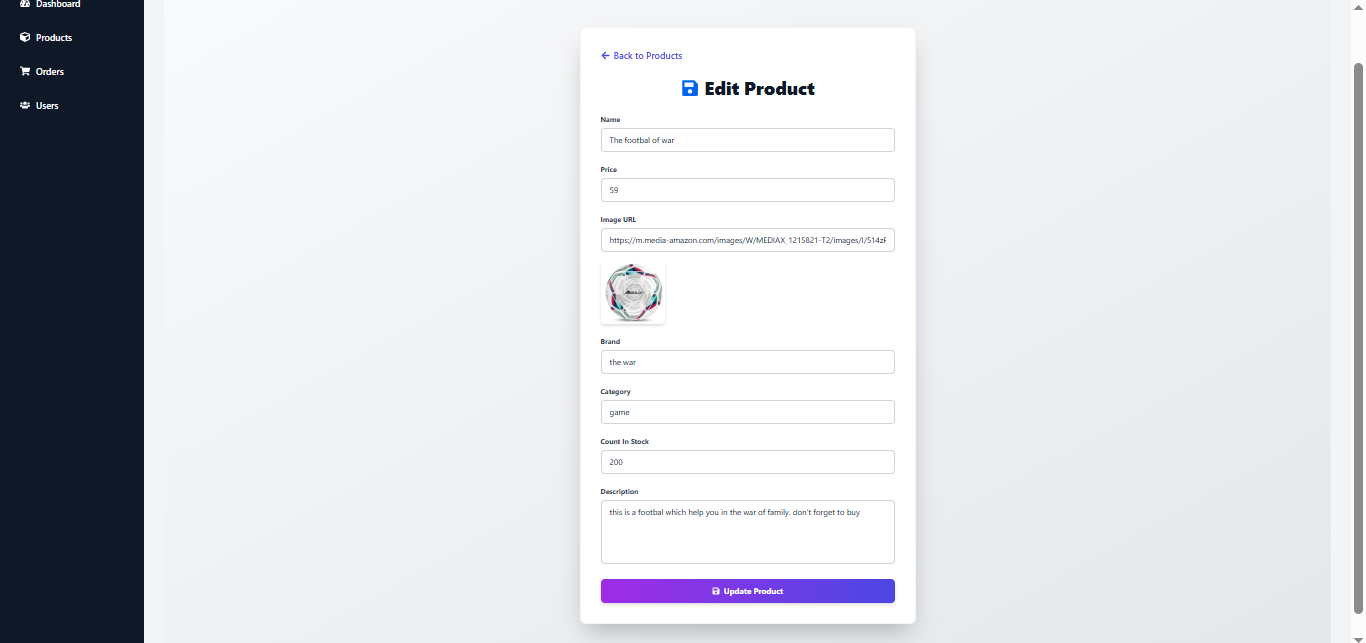 Dashboard
Products
Orders
Users
Back to Products
Edit Product
Name
The footbal of war
Price
59
Image URL
https://m.media-amazon.com/images/W/MEDIAX_1215821-T2/images/I/514zF
Brand
the war
Category
game
Count In Stock
200
Description
this is a footbal which help you in the war of family. don't forget to buy
Update Product